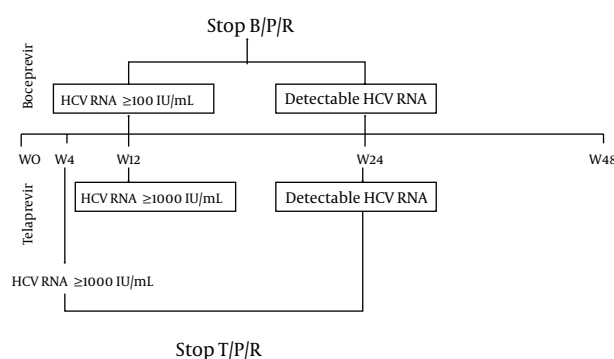 Stop B/P/R
Boceprevir
HCV RNA ≥100 IU/mL
Detectable HCV RNA
W0 W4 W12 W24 W48
Telaprevir
HCV RNA ≥1000 IU/mL
Detectable HCV RNA
HCV RNA ≥1000 IU/mL
Stop T/P/R